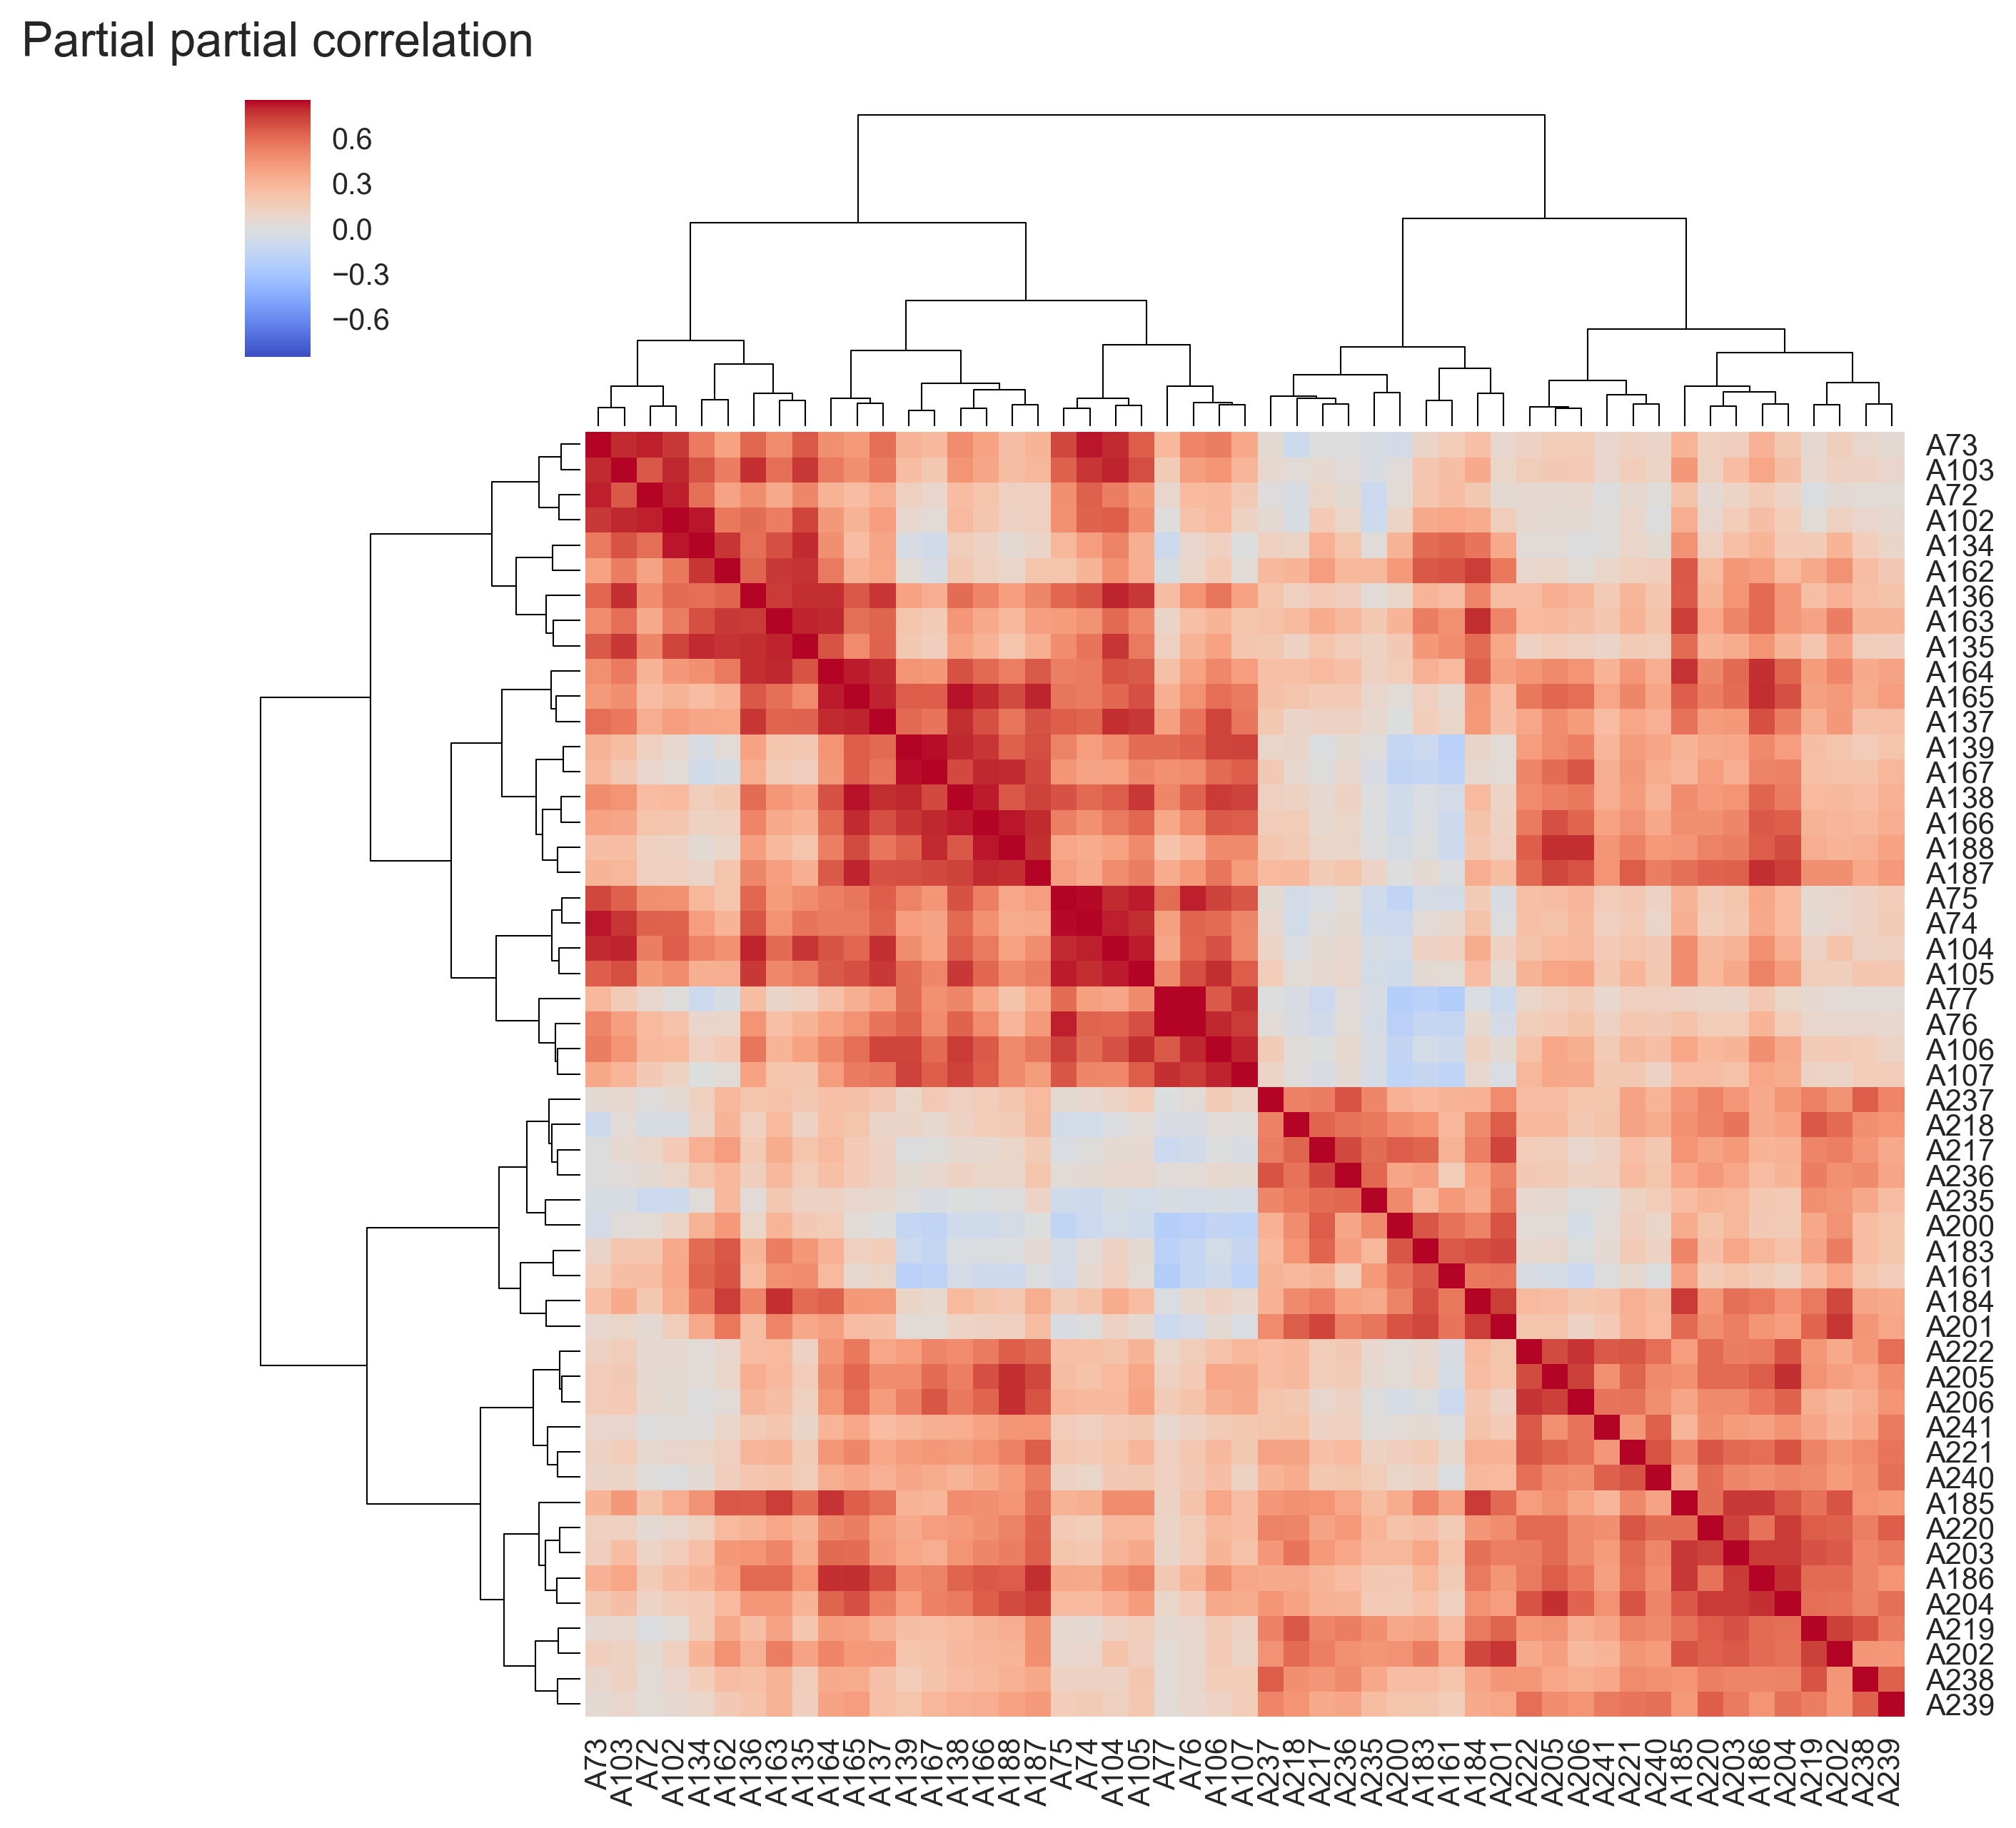 Partial partial correlation
0.6
0.3
0.0
−0.3
−0.6
A73
A103
A72
A102
A134
A162
A136
A163
A135
A164
A165
A137
A139
A167
A138
A166
A188
A187
A75
A74
A104
A105
A77
A76
A106
A107
A237
A218
A217
A236
A235
A200
A183
A161
A184
A201
A222
A205
A206
A241
A221
A240
A185
A220
A203
A186
A204
A219
A202
A238
A239
A73
A103
A72
A102
A134
A162
A136
A163
A135
A164
A165
A137
A139
A167
A138
A166
A188
A187
A75
A74
A104
A105
A77
A76
A106
A107
A237
A218
A217
A236
A235
A200
A183
A161
A184
A201
A222
A205
A206
A241
A221
A240
A185
A220
A203
A186
A204
A219
A202
A238
A239